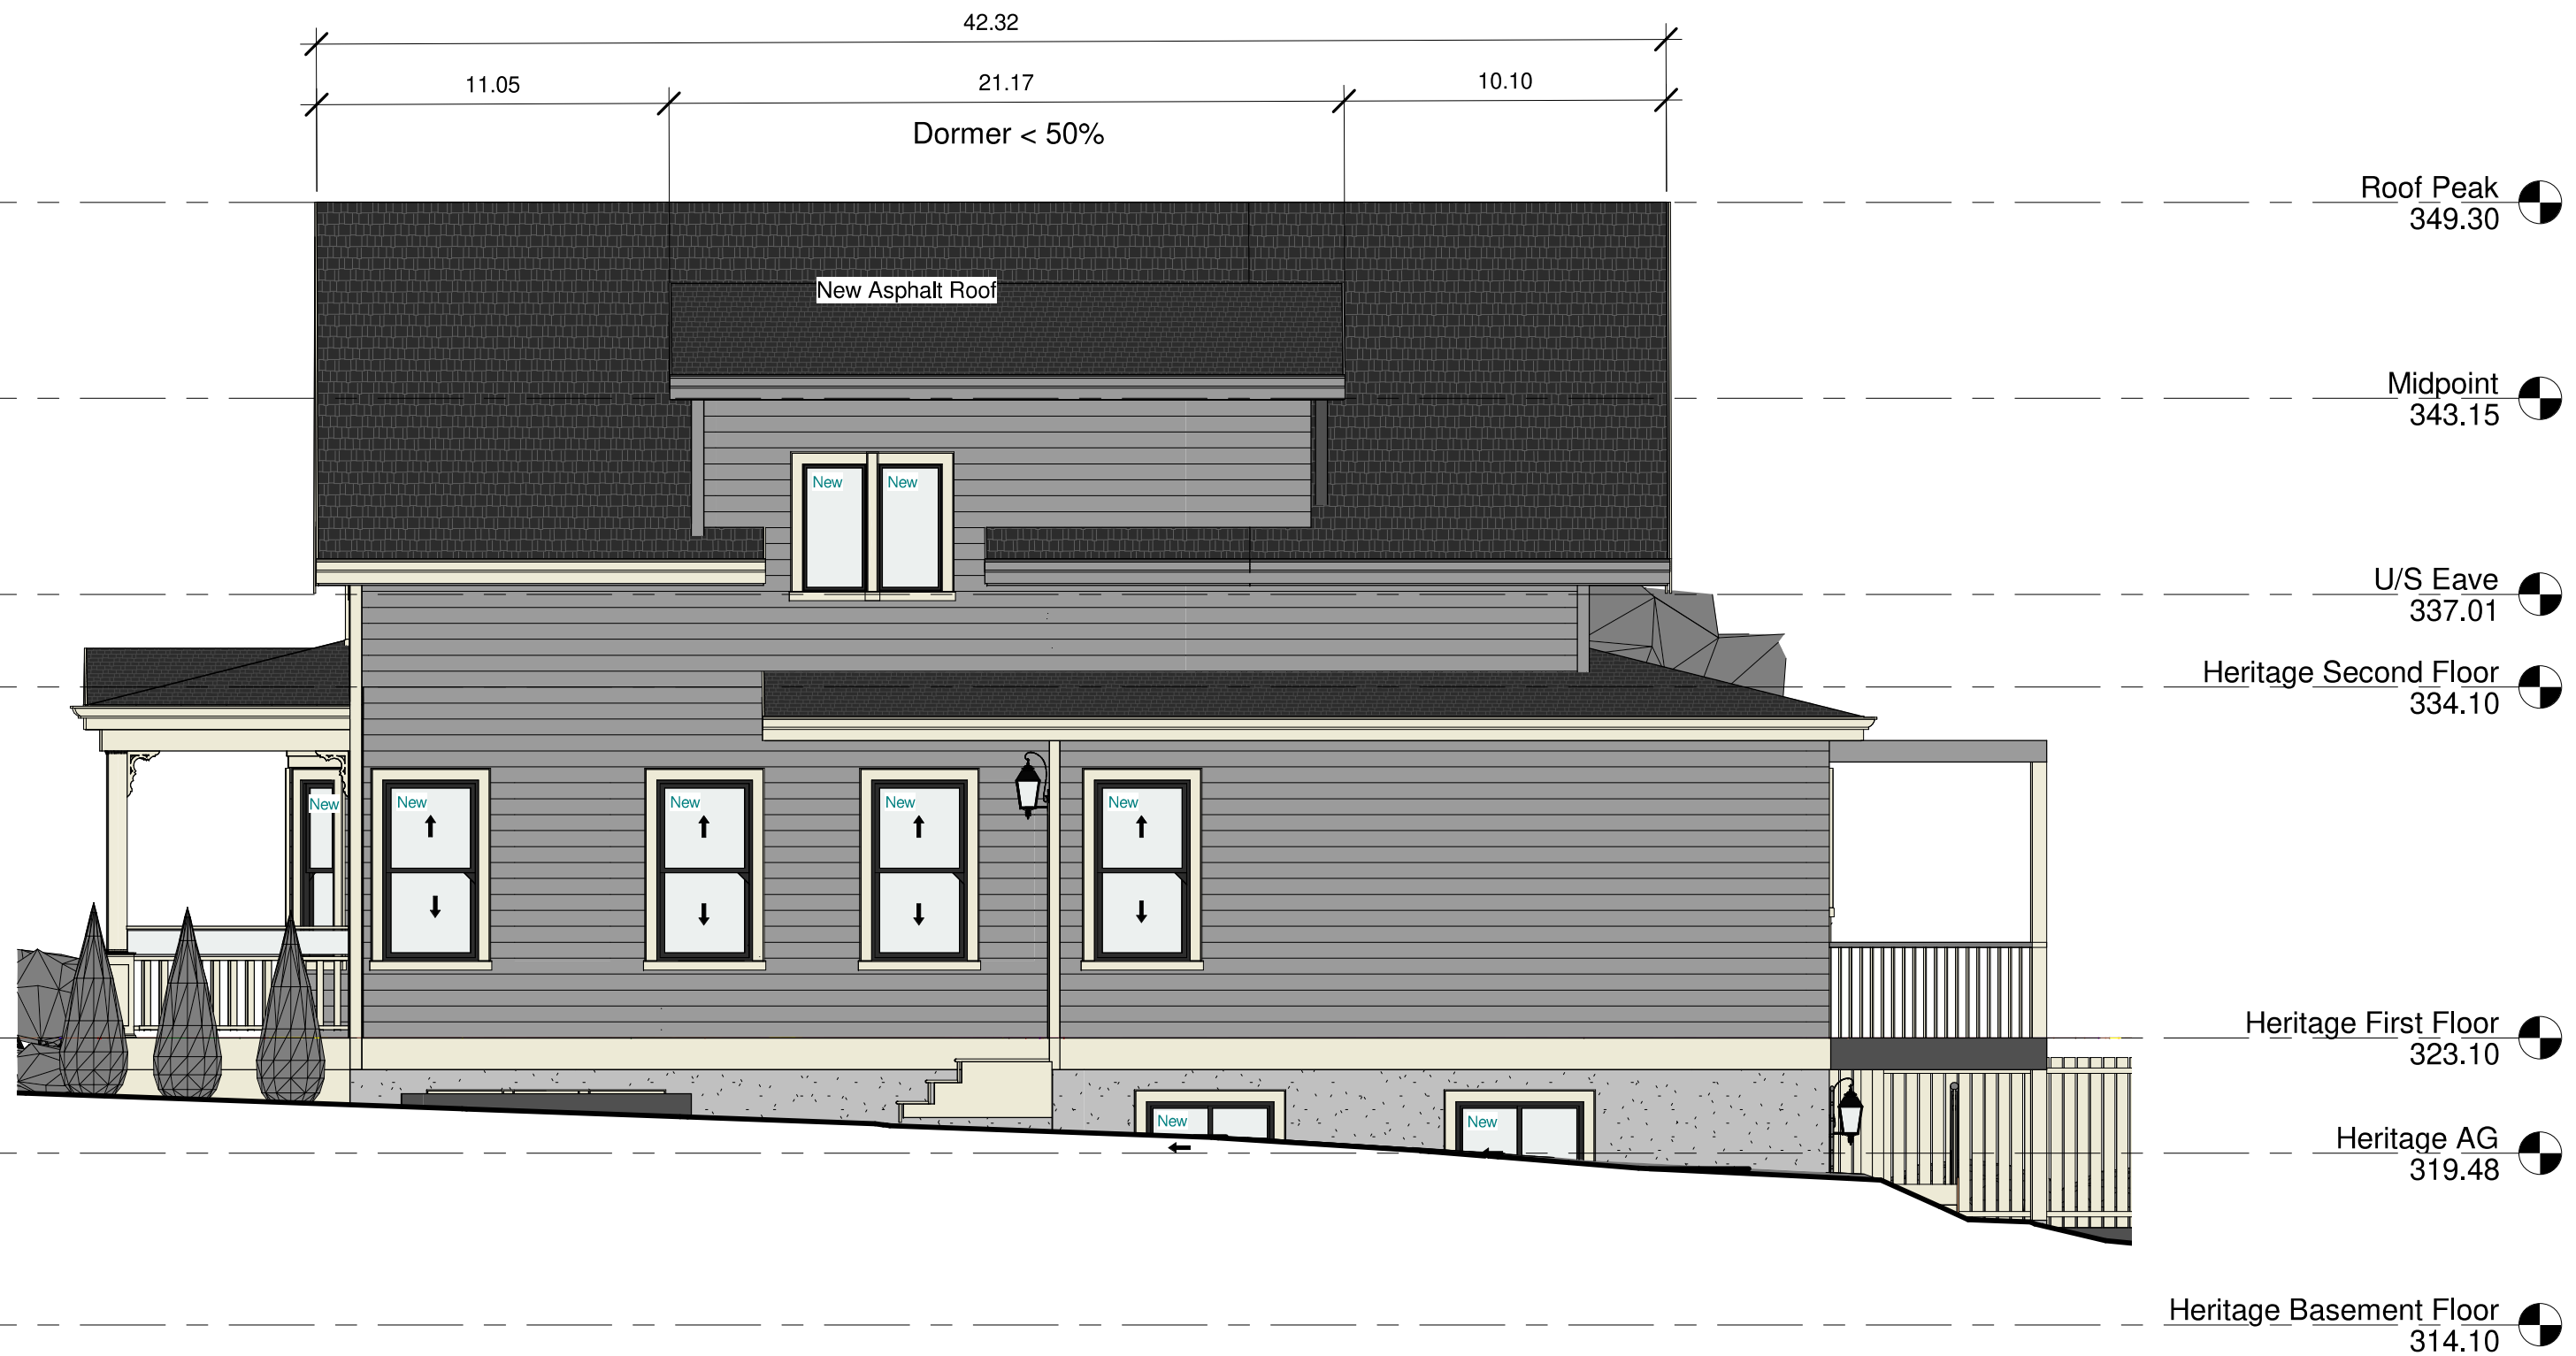 42.32
11.05
21.17
10.10
Dormer < 50%
Roof Peak
349.30
New Asphalt Roof
Midpoint
343.15
New
New
U/S Eave
337.01
Heritage Second Floor
334.10
New
New
New
New
New
Heritage First Floor
323.10
New
New
Heritage AG
319.48
Heritage Basement Floor
314.10